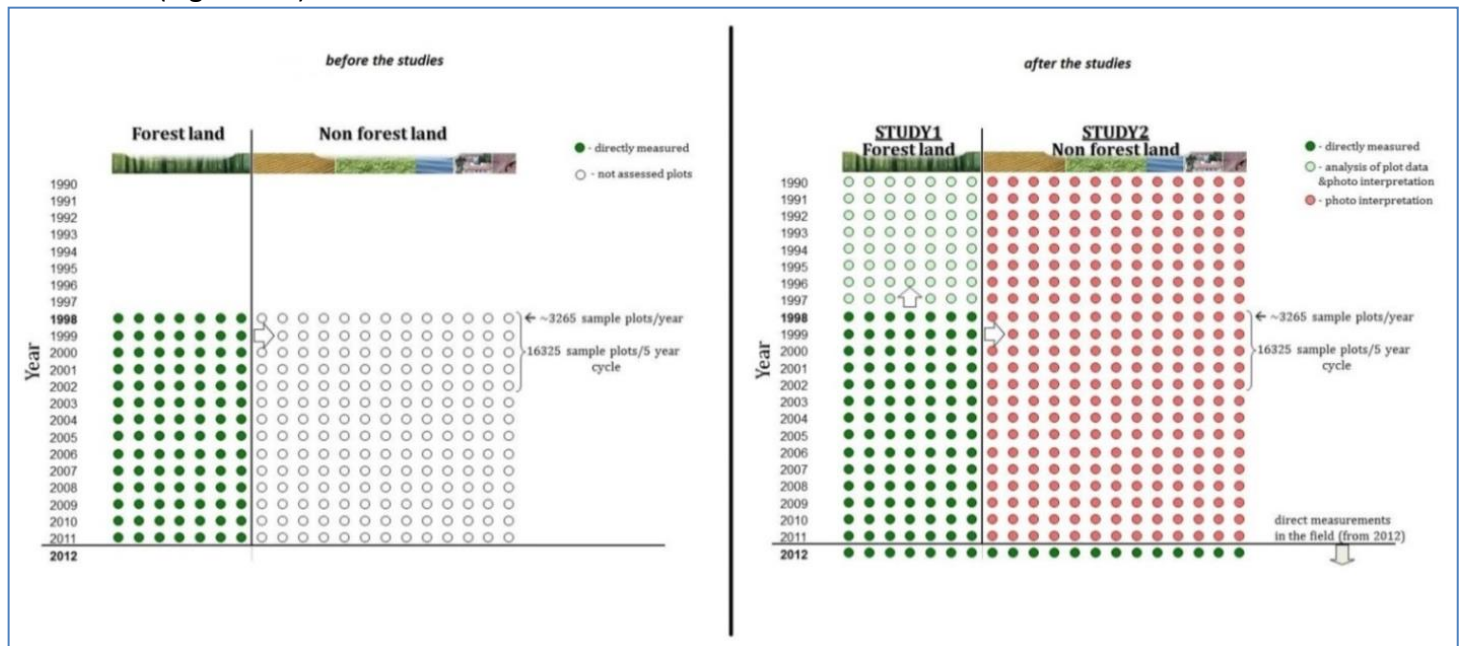 before the studies
Forest land
Non forest land
- directly measured
- not assessed plots
Year
1990
1991
1992
1993
1994
1995
1996
1997
1998
1999
2000
2001
2002
2003
2004
2005
2006
2007
2008
2009
2010
2011
2012
← ~3265 sample plots/year
16325 sample plots/5 year
cycle
after the studies
STUDY1
Forest land
STUDY2
Non forest land
- directly measured
- analysis of plot data
&photo interpretation
- photo interpretation
Year
1990
1991
1992
1993
1994
1995
1996
1997
1998
1999
2000
2001
2002
2003
2004
2005
2006
2007
2008
2009
2010
2011
2012
← ~3265 sample plots/year
16325 sample plots/5 year
cycle
direct measurements
in the field (from 2012)